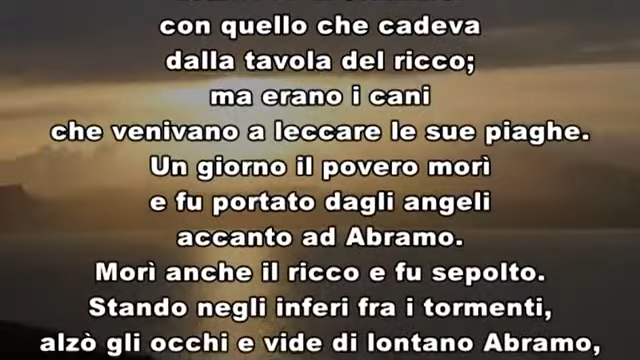 con quello che cadeva
dalla tavola del ricco;
ma erano i cani
che venivano a leccare le sue piaghe.
Un giorno il povero morì
e fu portato dagli angeli
accanto ad Abramo.
Morì anche il ricco e fu sepolto.
Stando negli inferi fra i tormenti,
alzò gli occhi e vide di lontano Abramo,